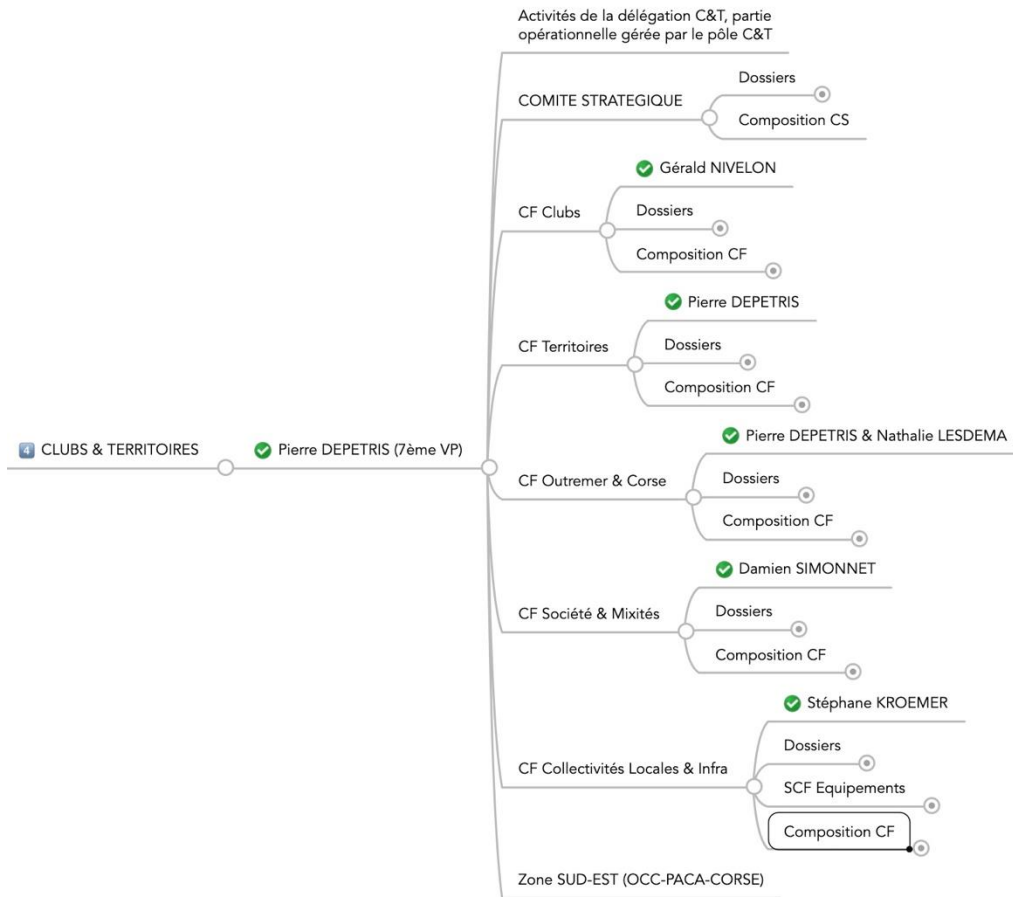 Activités de la délégation C&T, partie
opérationnelle gérée par le pôle C&T
COMITE STRATEGIQUE
Dossiers
Composition CS
CF Clubs
Gérald NIVELON
Dossiers
Composition CF
CF Territoires
Pierre DEPETRIS
Dossiers
Composition CF
4 CLUBS & TERRITOIRES
Pierre DEPETRIS (7ème VP)
CF Outremer & Corse
Pierre DEPETRIS & Nathalie LESDEMA
Dossiers
Composition CF
CF Société & Mixités
Damien SIMONNET
Dossiers
Composition CF
CF Collectivités Locales & Infra
Stéphane KROEMER
Dossiers
SCF Equipements
Composition CF
Zone SUD-EST (OCC-PACA-CORSE)